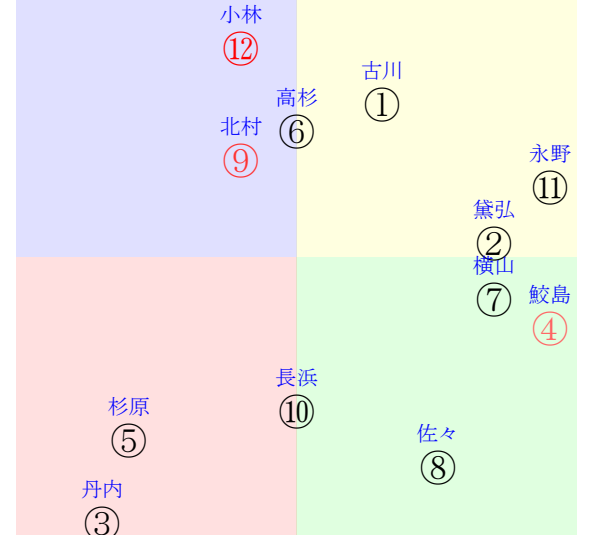 小林
⑫
古川
①
高杉
⑥
北村
⑨
永野
⑪
黛弘
②
横山
⑦
鮫島
④
長浜
⑩
杉原
⑤
佐々
⑧
丹内
③